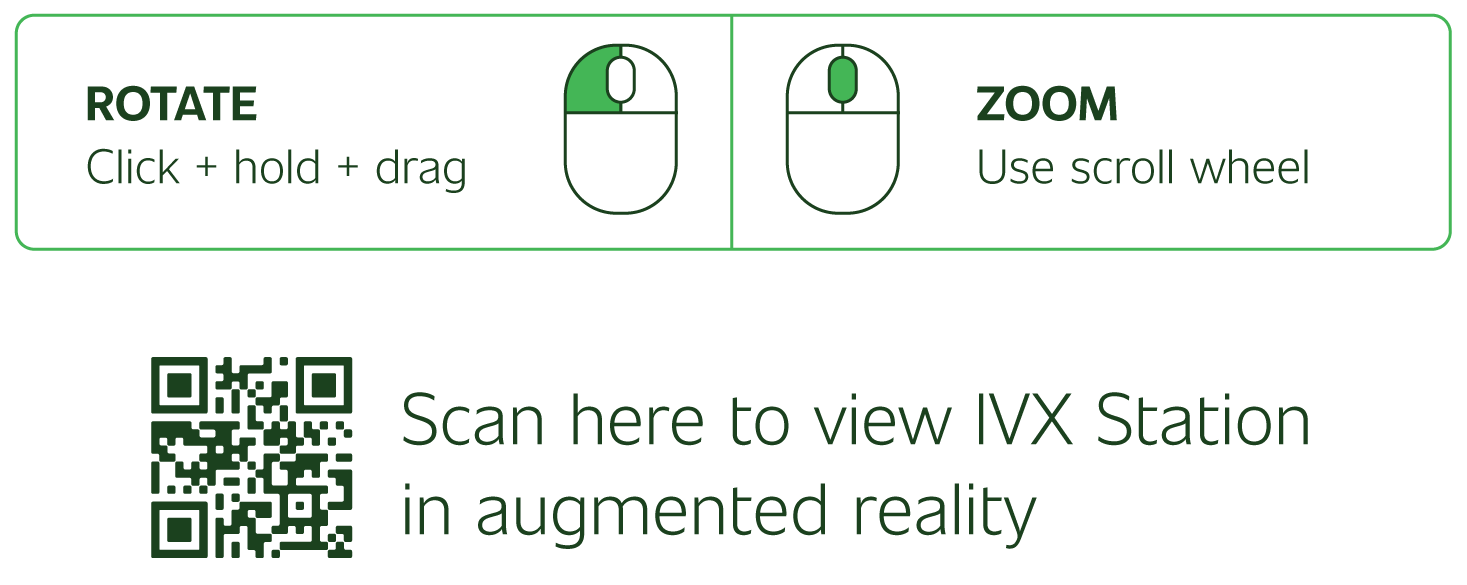 ROTATE
Click + hold + drag
ZOOM
Use scroll wheel
Scan here to view IVX Station
in augmented reality